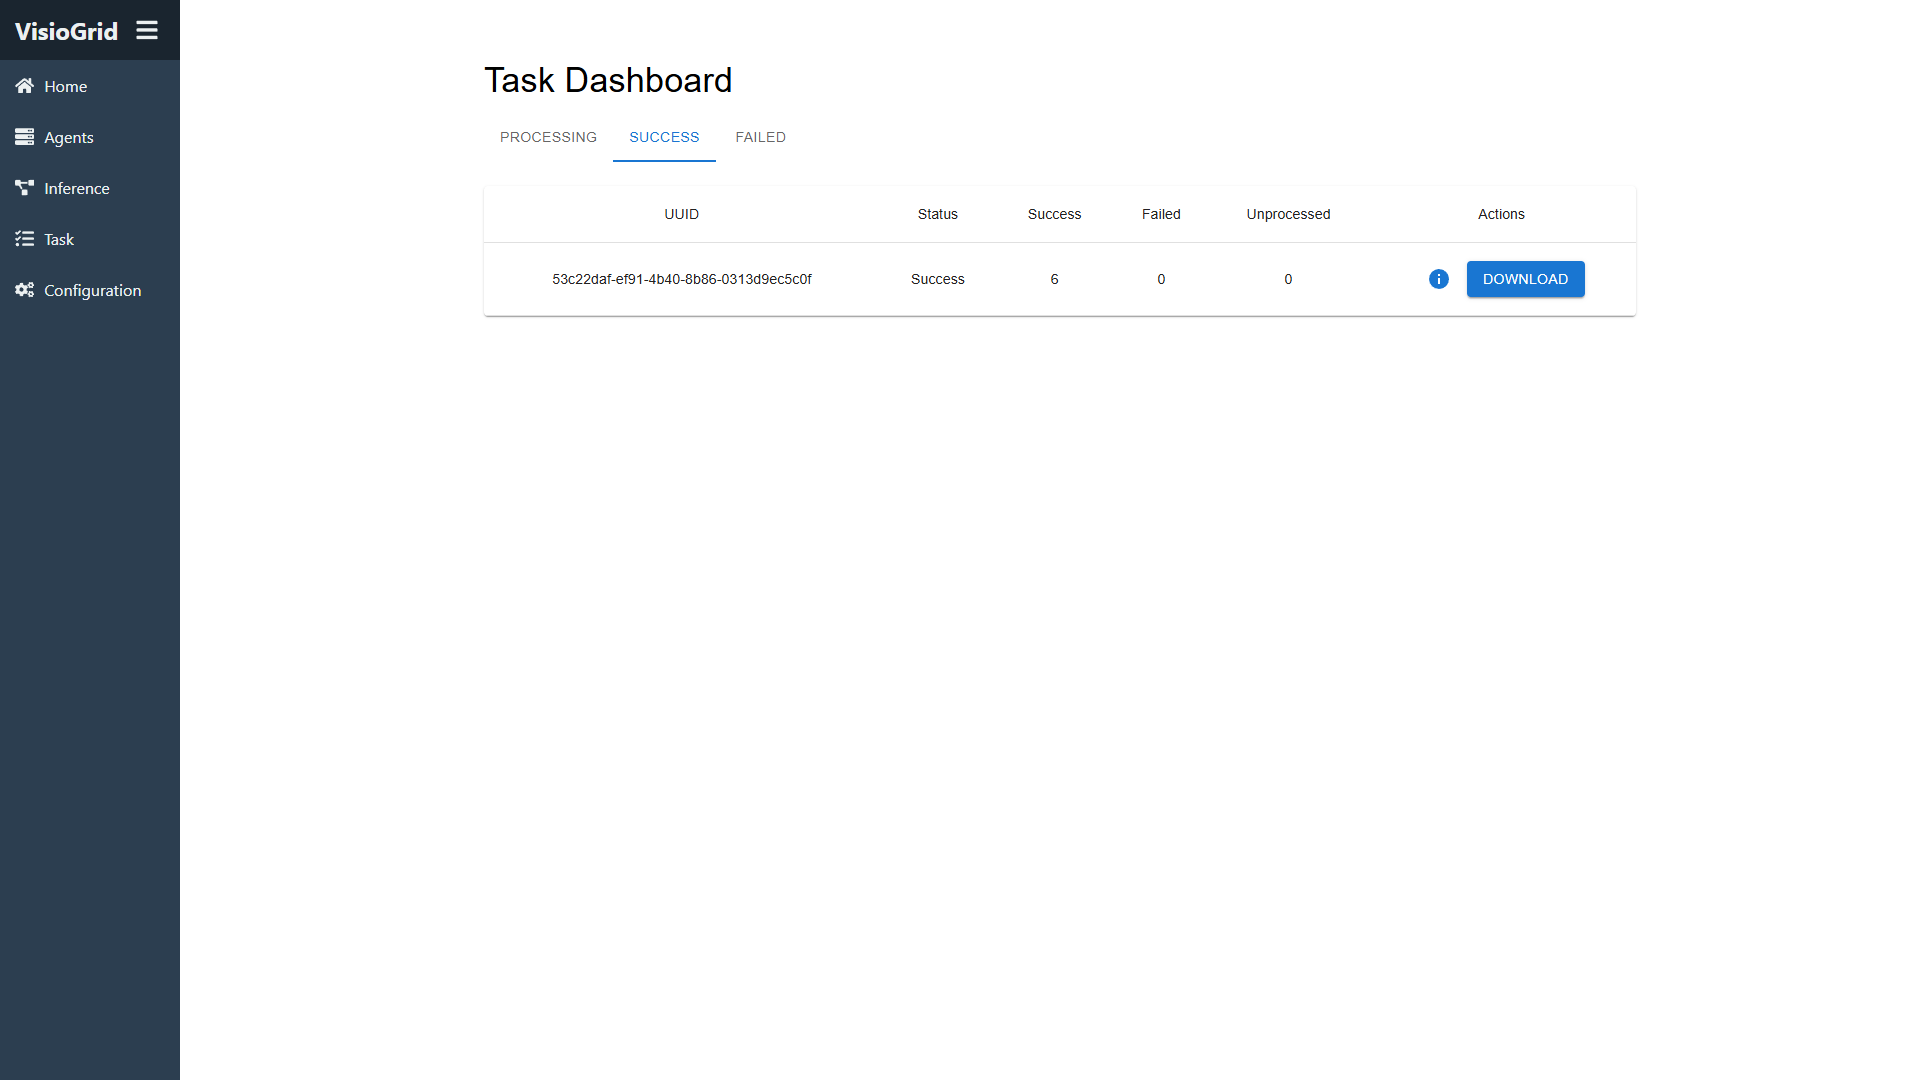 VisioGrid
Home
Agents
Inference
Task
Configuration
Task Dashboard
PROCESSING SUCCESS FAILED
UUID Status Success Failed Unprocessed Actions
53c22daf-ef91-4b40-8b86-0313d9ec5c0f Success 6 0 0 DOWNLOAD